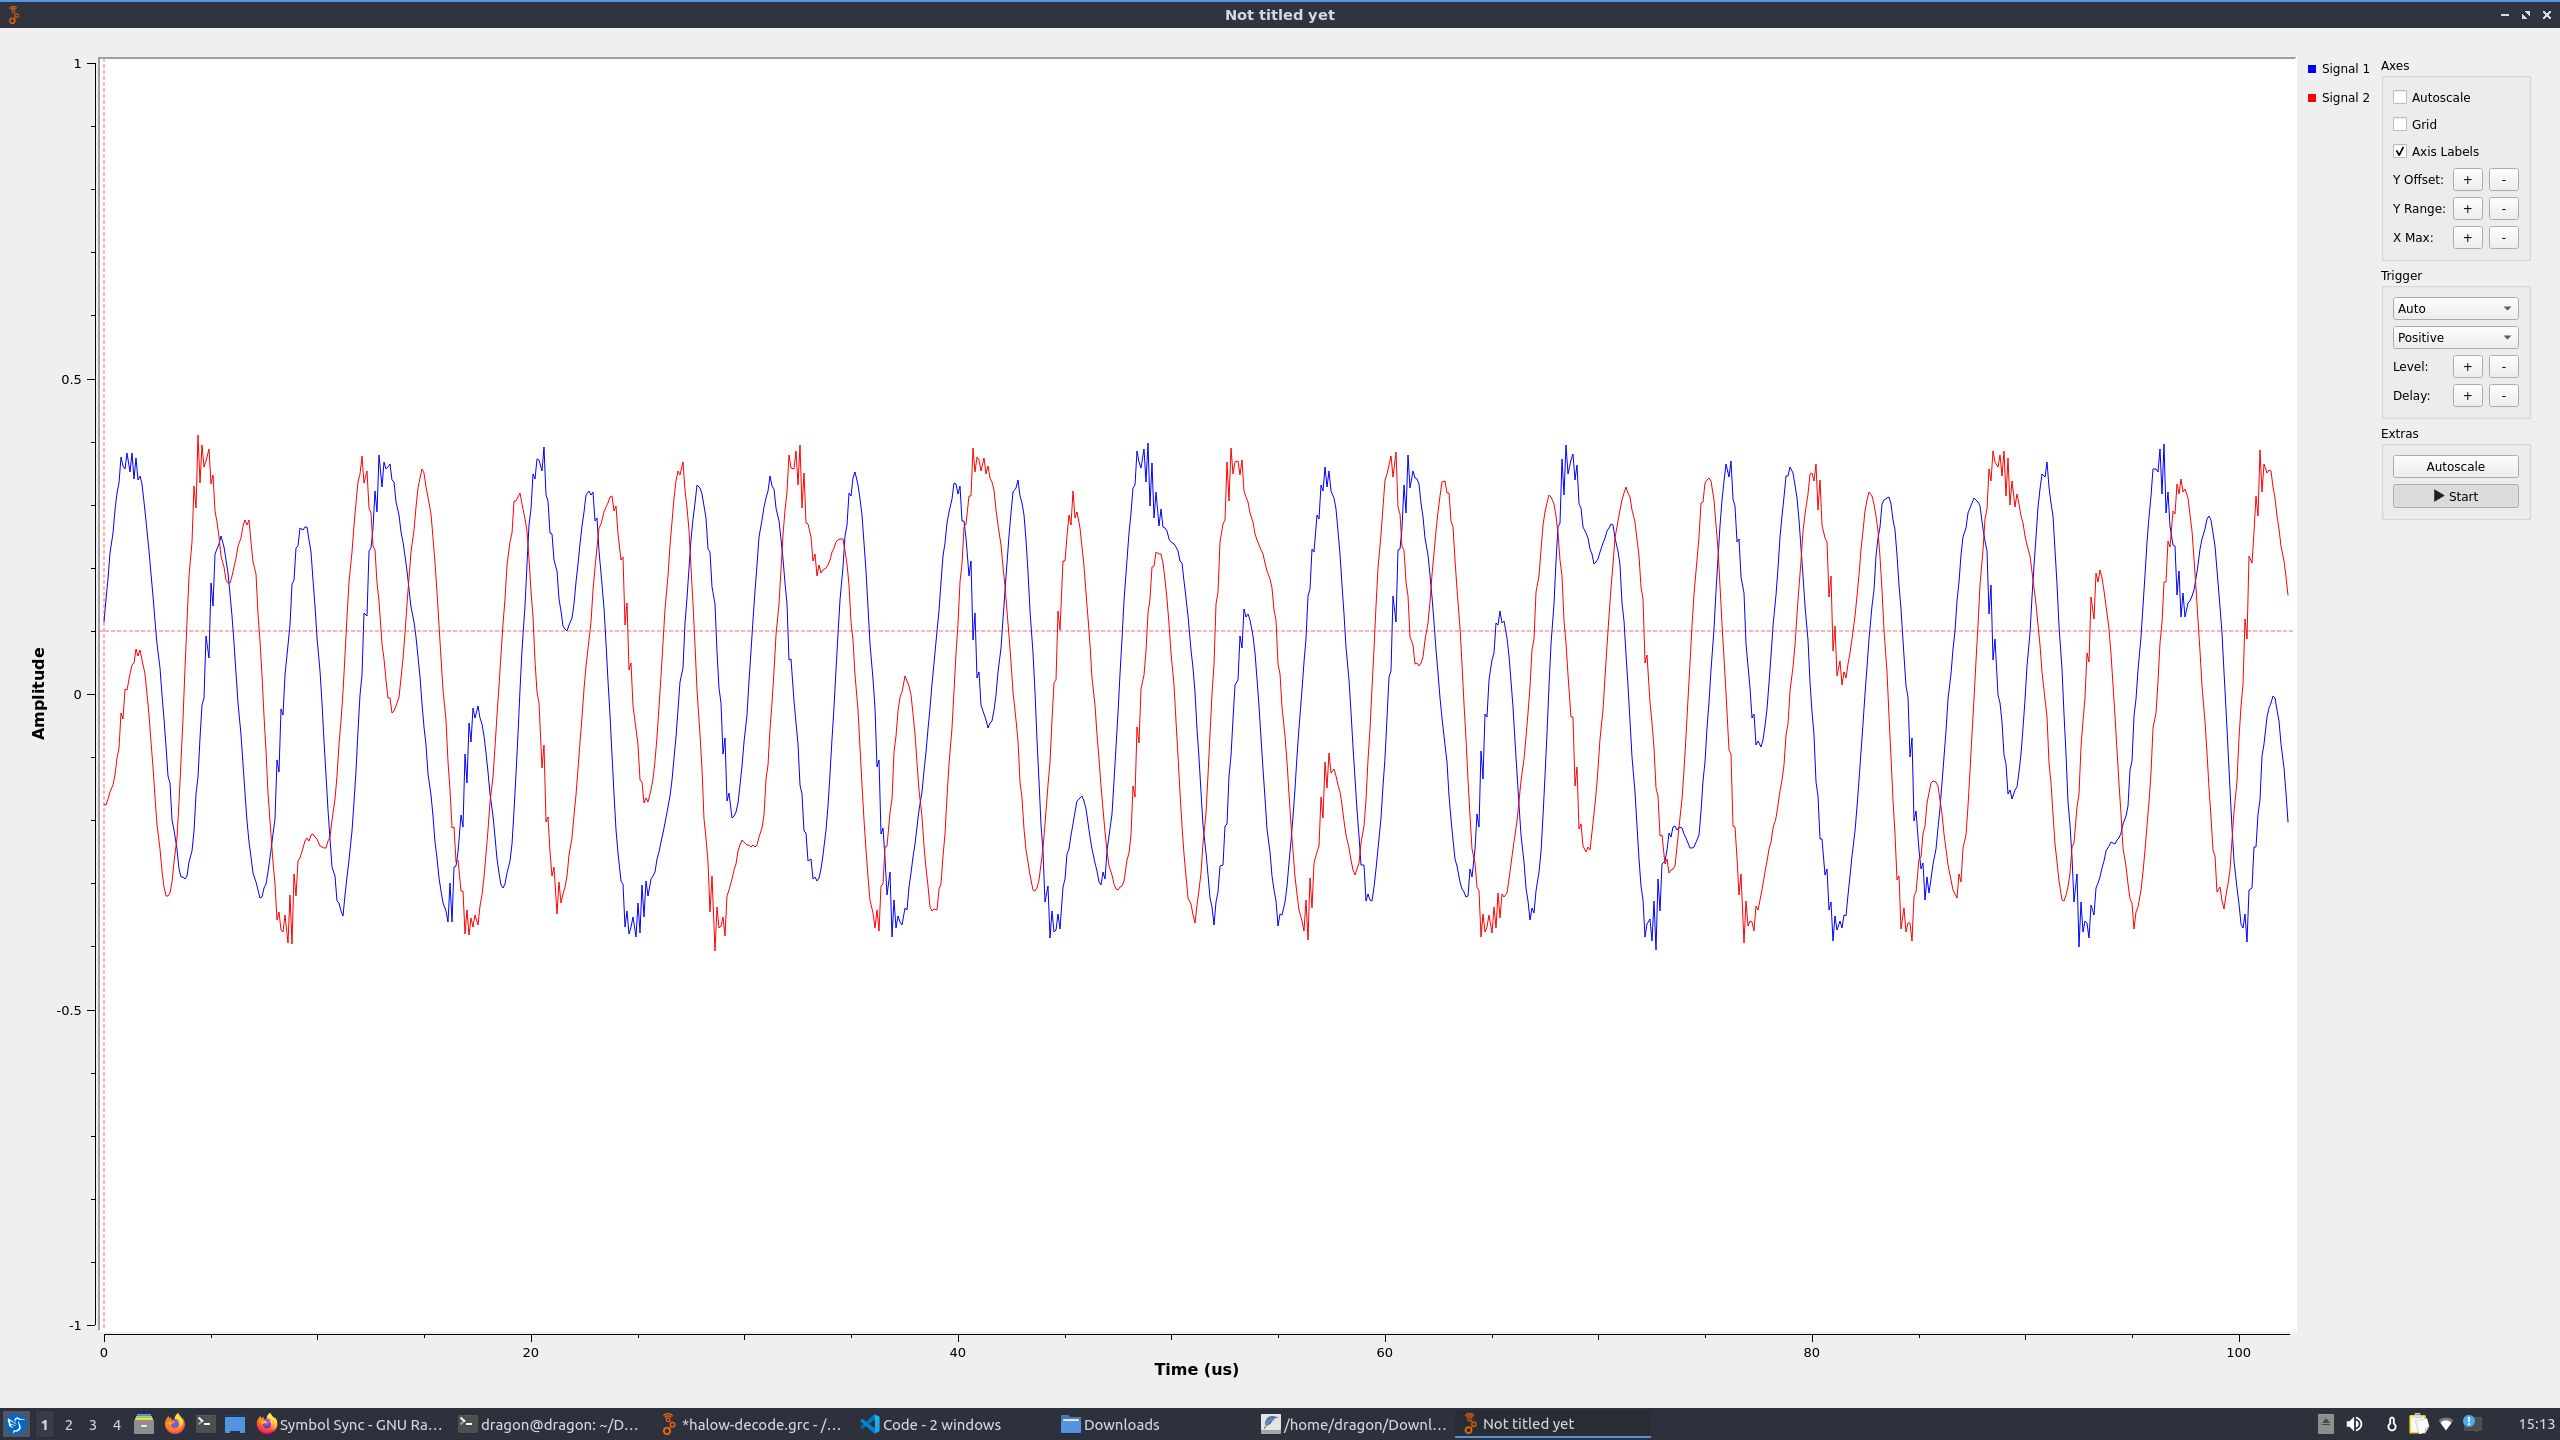 Not titled yet
1
0.5
0
-0.5
-1
Amplitude
0 20 40 60 80 100
Time (us)
Signal 1
Signal 2
Axes
Autoscale
Grid
Axis Labels
Y Offset: + -
Y Range: + -
X Max: + -
Trigger
Auto
Positive
Level: + -
Delay: + -
Extras
Autoscale
Start
1 2 3 4 Symbol Sync - GNU Ra... dragon@dragon: ~/D... *halow-decode.grc - /... Code - 2 windows Downloads /home/dragon/Downl... Not titled yet 15:13